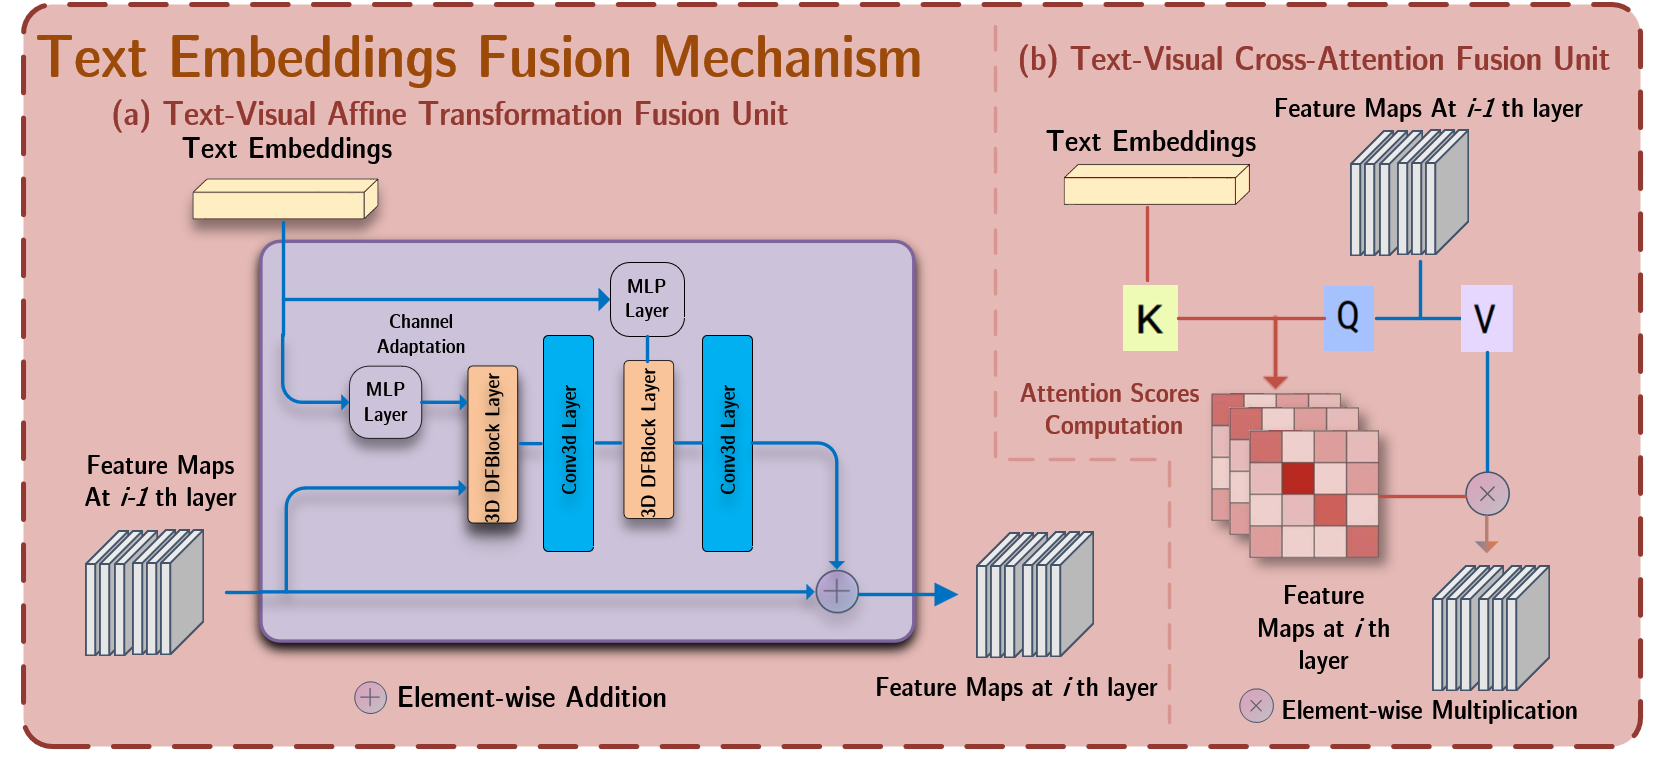 Text Embeddings Fusion Mechanism
(a) Text-Visual Affine Transformation Fusion Unit
Text Embeddings
MLP
Layer
Channel
Adaptation
MLP
Layer
3D DFBlock Layer
Conv3d Layer
3D DFBlock Layer
Conv3d Layer
Feature Maps
At i-1 th layer
Feature Maps at i th layer
Element-wise Addition
(b) Text-Visual Cross-Attention Fusion Unit
Feature Maps At i-1 th layer
Text Embeddings
K
Q
V
Attention Scores
Computation
Feature
Maps at i th
layer
Element-wise Multiplication